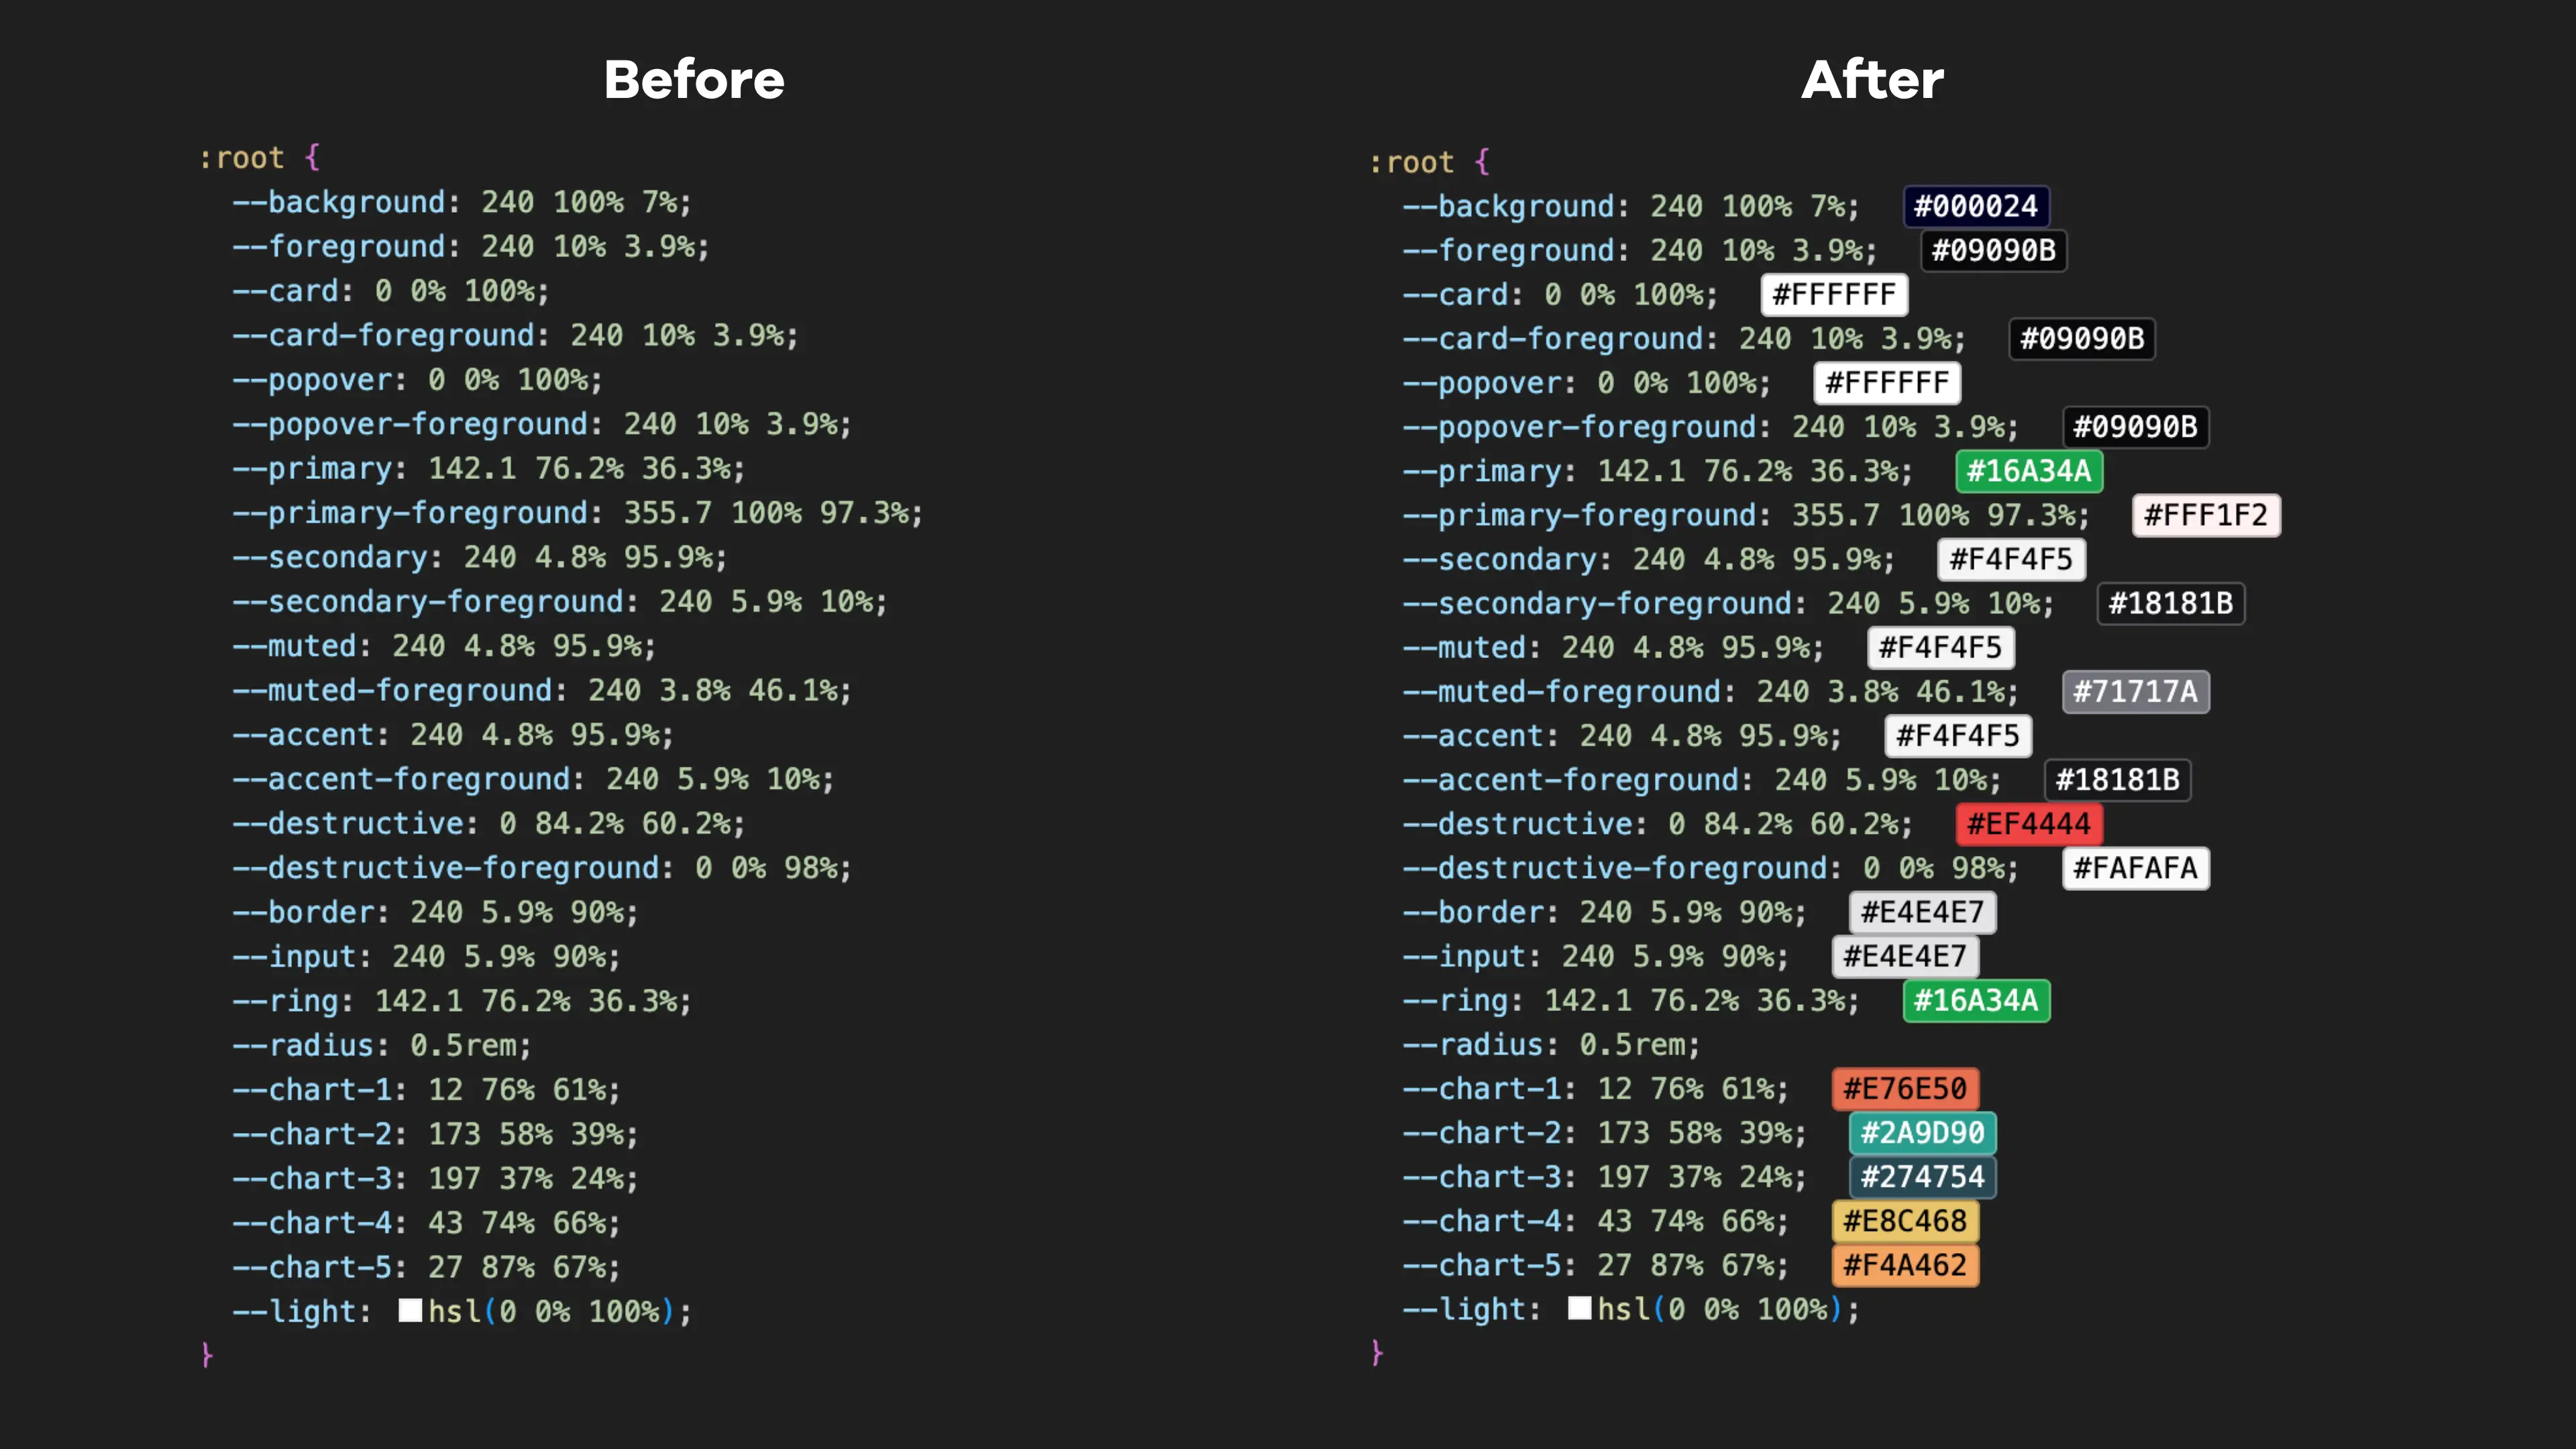 Before
:root {
--background: 240 100% 7%;
--foreground: 240 10% 3.9%;
--card: 0 0% 100%;
--card-foreground: 240 10% 3.9%;
--popover: 0 0% 100%;
--popover-foreground: 240 10% 3.9%;
--primary: 142.1 76.2% 36.3%;
--primary-foreground: 355.7 100% 97.3%;
--secondary: 240 4.8% 95.9%;
--secondary-foreground: 240 5.9% 10%;
--muted: 240 4.8% 95.9%;
--muted-foreground: 240 3.8% 46.1%;
--accent: 240 4.8% 95.9%;
--accent-foreground: 240 5.9% 10%;
--destructive: 0 84.2% 60.2%;
--destructive-foreground: 0 0% 98%;
--border: 240 5.9% 90%;
--input: 240 5.9% 90%;
--ring: 142.1 76.2% 36.3%;
--radius: 0.5rem;
--chart-1: 12 76% 61%;
--chart-2: 173 58% 39%;
--chart-3: 197 37% 24%;
--chart-4: 43 74% 66%;
--chart-5: 27 87% 67%;
--light: hsl(0 0% 100%);
}
After
:root {
--background: 240 100% 7%; #000024
--foreground: 240 10% 3.9%; #09090B
--card: 0 0% 100%; #FFFFFF
--card-foreground: 240 10% 3.9%; #09090B
--popover: 0 0% 100%; #FFFFFF
--popover-foreground: 240 10% 3.9%; #09090B
--primary: 142.1 76.2% 36.3%; #16A34A
--primary-foreground: 355.7 100% 97.3%; #FFF1F2
--secondary: 240 4.8% 95.9%; #F4F4F5
--secondary-foreground: 240 5.9% 10%; #18181B
--muted: 240 4.8% 95.9%; #F4F4F5
--muted-foreground: 240 3.8% 46.1%; #71717A
--accent: 240 4.8% 95.9%; #F4F4F5
--accent-foreground: 240 5.9% 10%; #18181B
--destructive: 0 84.2% 60.2%; #EF4444
--destructive-foreground: 0 0% 98%; #FAFAFA
--border: 240 5.9% 90%; #E4E4E7
--input: 240 5.9% 90%; #E4E4E7
--ring: 142.1 76.2% 36.3%; #16A34A
--radius: 0.5rem;
--chart-1: 12 76% 61%; #E76E50
--chart-2: 173 58% 39%; #2A9D90
--chart-3: 197 37% 24%; #274754
--chart-4: 43 74% 66%; #E8C468
--chart-5: 27 87% 67%; #F4A462
--light: hsl(0 0% 100%);
}